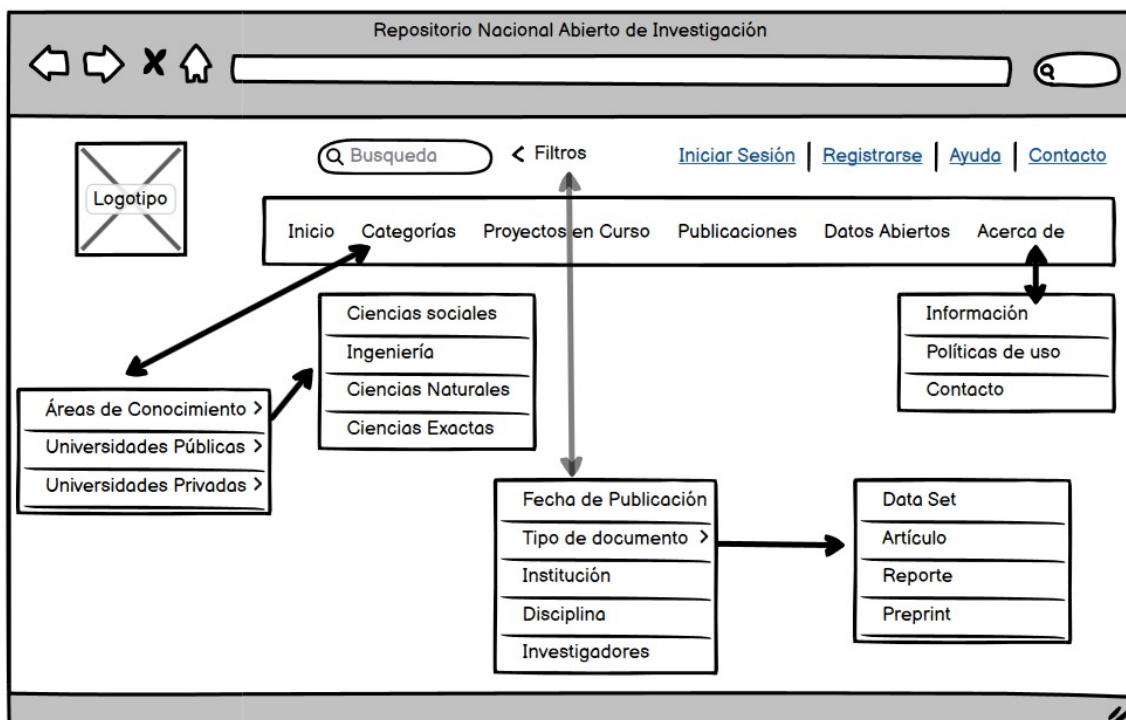 Repositorio Nacional Abierto de Investigación
Busqueda
Filtros
Iniciar Sesión
Registrarse
Ayuda
Contacto
Logotipo
Inicio
Categorías
Proyectos en Curso
Publicaciones
Datos Abiertos
Acerca de
Ciencias sociales
Ingeniería
Ciencias Naturales
Ciencias Exactas
Información
Políticas de uso
Contacto
Áreas de Conocimiento
Universidades Públicas
Universidades Privadas
Fecha de Publicación
Tipo de documento
Institución
Disciplina
Investigadores
Data Set
Artículo
Reporte
Preprint